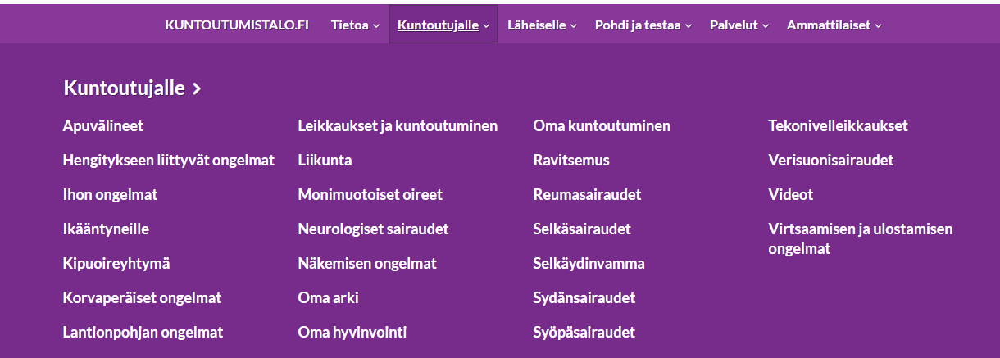 KUNTOUTUMISTALO.FI Tietoa Kuntoutujalle Läheiselle Pohdi ja testaa Palvelut Ammattilaiset
Kuntoutujalle
Apuvälineet
Hengitykseen liittyvät ongelmat
Ihon ongelmat
Ikääntyneille
Kipuoireyhtymä
Korvaperäiset ongelmat
Lantionpohjan ongelmat
Leikkaukset ja kuntoutuminen
Liikunta
Monimuotoiset oireet
Neurologiset sairaudet
Näkemisen ongelmat
Oma arki
Oma hyvinvointi
Oma kuntoutuminen
Ravitsemus
Reumasairaudet
Selkäsairaudet
Selkäydinvamma
Sydänsairaudet
Syöpäsairaudet
Tekonivelleikkaukset
Verisuonisairaudet
Videot
Virtsaamisen ja ulostamisen
ongelmat